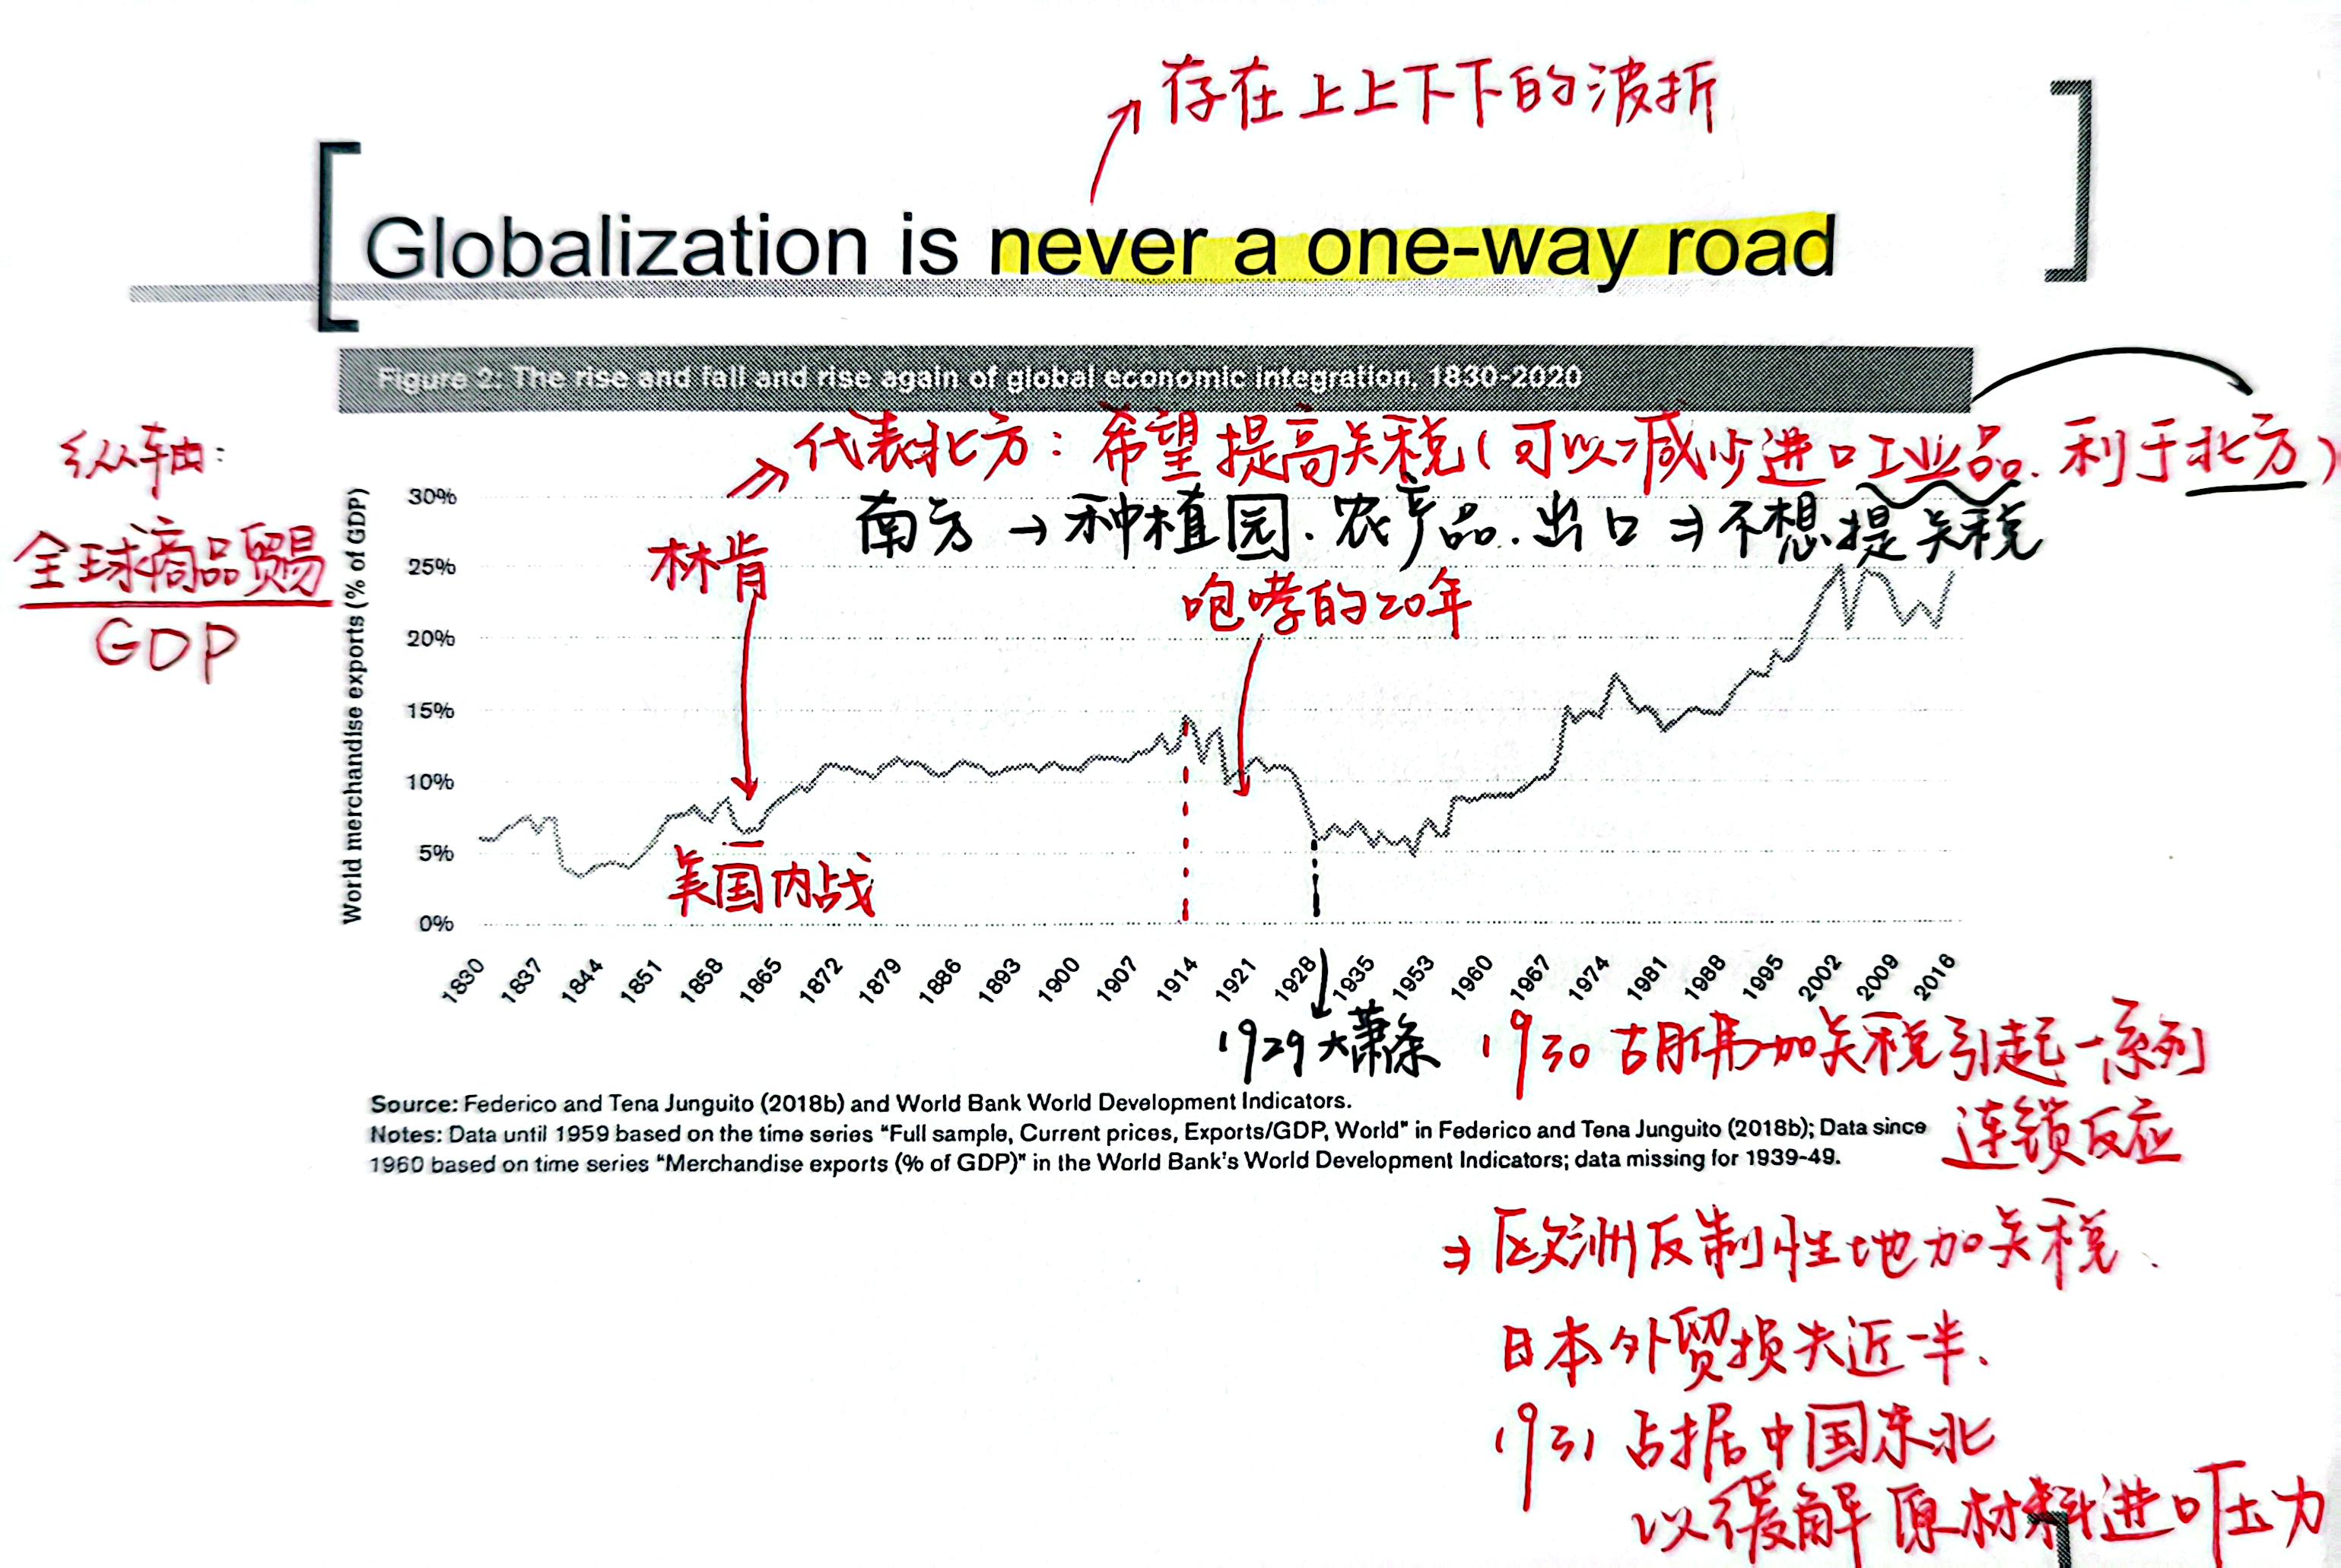 存在上上下下的波折
Globalization is never a one-way road
Figure 2: The rise and fall and rise again of global economic integration, 1830-2020
代表北方：希望提高关税（可以减少进口工业品、利于北方）
南方→种植园、农产品、出口⇒不想提关税
纵轴：
全球商品贸易
GDP
林肯
咆哮的20年
美国内战
World merchandise exports (% of GDP)
30%
25%
20%
15%
10%
5%
0%
1830 1837 1844 1851 1858 1865 1872 1879 1886 1893 1900 1907 1914 1921 1928 1935 1953 1960 1967 1974 1981 1988 1995 2002 2009 2016
1929大萧条
1930 胡佛加关税引起一系列
连锁反应
Source: Federico and Tena Junguito (2018b) and World Bank World Development Indicators.
Notes: Data until 1959 based on the time series "Full sample, Current prices, Exports/GDP, World" in Federico and Tena Junguito (2018b); Data since
1960 based on time series "Merchandise exports (% of GDP)" in the World Bank's World Development Indicators; data missing for 1939-49.
⇒欧洲反制性地加关税、
日本外贸损失近一半、
1931占据中国东北
以缓解原材料进口压力